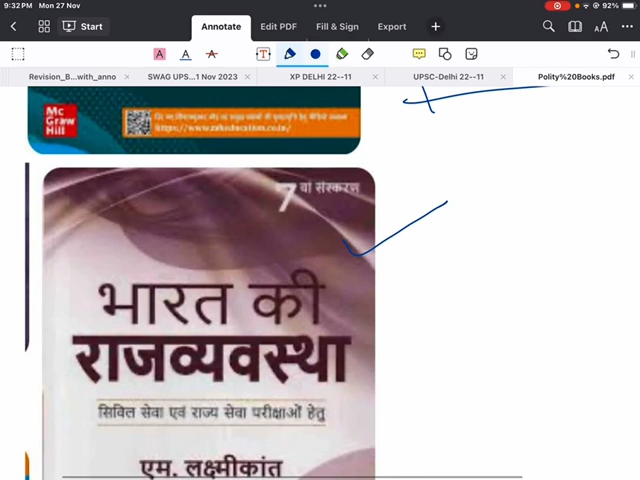 9:32 PM Mon 27 Nov
92%
Start
Annotate
Edit PDF
Fill & Sign
Export
Revision_B...with_anno
SWAG UPS...1 Nov 2023
XP DELHI 22--11
UPSC-Delhi 22--11
Polity%20Books.pdf
Mc
Graw
Hill
https://www.mheducation.co.in/
7 वां संस्करण
भारत की
राजव्यवस्था
सिविल सेवा एवं राज्य सेवा परीक्षाओं हेतु
एम. लक्ष्मीकांत